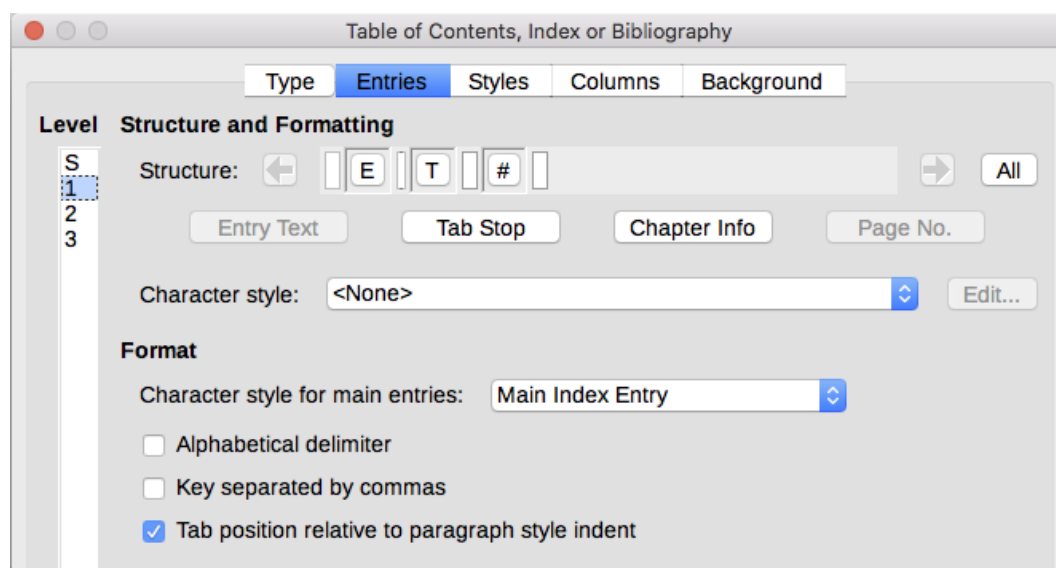 Table of Contents, Index or Bibliography
Type Entries Styles Columns Background
Level Structure and Formatting
S
1
2
3
Structure: E T # All
Entry Text Tab Stop Chapter Info Page No.
Character style: <None> Edit...
Format
Character style for main entries: Main Index Entry
Alphabetical delimiter
Key separated by commas
Tab position relative to paragraph style indent